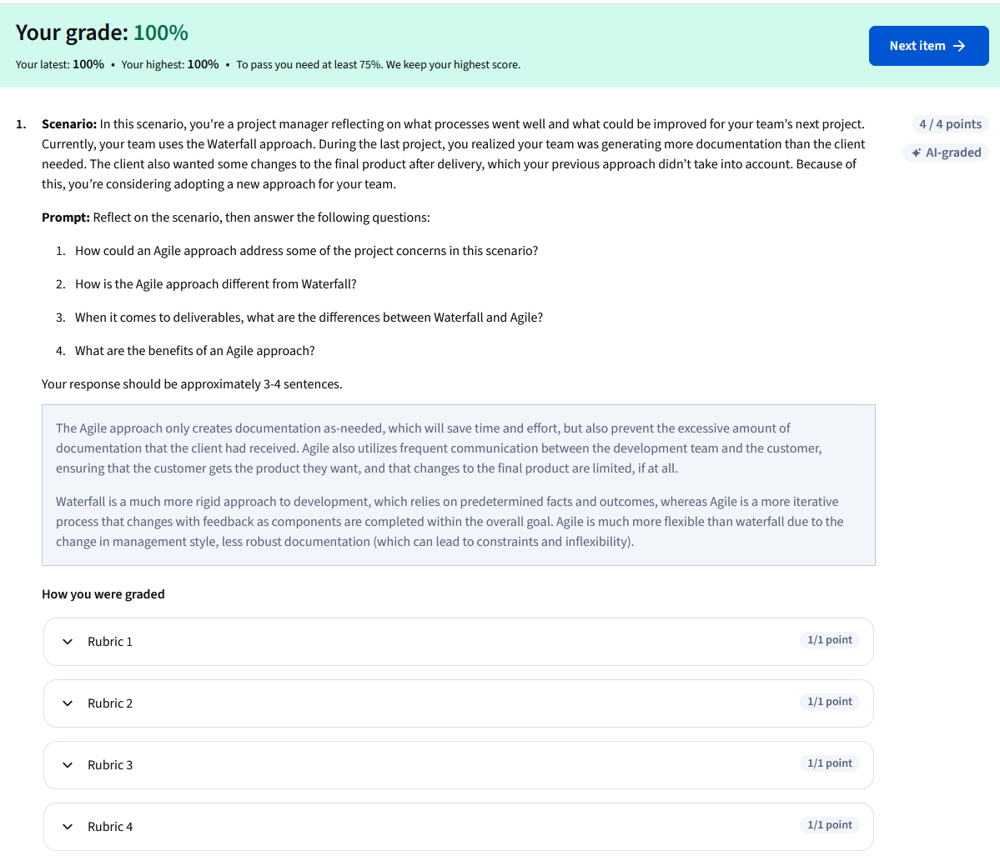 Your grade: 100%
Next item →
Your latest: 100% • Your highest: 100% • To pass you need at least 75%. We keep your highest score.
1. Scenario: In this scenario, you're a project manager reflecting on what processes went well and what could be improved for your team’s next project.
4 / 4 points
Currently, your team uses the Waterfall approach. During the last project, you realized your team was generating more documentation than the client
AI-graded
needed. The client also wanted some changes to the final product after delivery, which your previous approach didn’t take into account. Because of
this, you’re considering adopting a new approach for your team.
Prompt: Reflect on the scenario, then answer the following questions:
1. How could an Agile approach address some of the project concerns in this scenario?
2. How is the Agile approach different from Waterfall?
3. When it comes to deliverables, what are the differences between Waterfall and Agile?
4. What are the benefits of an Agile approach?
Your response should be approximately 3-4 sentences.
The Agile approach only creates documentation as-needed, which will save time and effort, but also prevent the excessive amount of
documentation that the client had received. Agile also utilizes frequent communication between the development team and the customer,
ensuring that the customer gets the product they want, and that changes to the final product are limited, if at all.
Waterfall is a much more rigid approach to development, which relies on predetermined facts and outcomes, whereas Agile is a more iterative
process that changes with feedback as components are completed within the overall goal. Agile is much more flexible than waterfall due to the
change in management style, less robust documentation (which can lead to constraints and inflexibility).
How you were graded
Rubric 1 1/1 point
Rubric 2 1/1 point
Rubric 3 1/1 point
Rubric 4 1/1 point